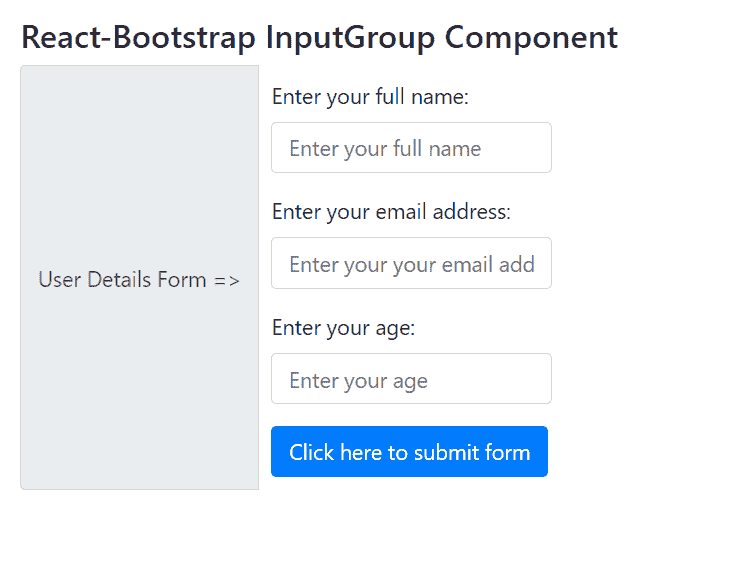 React-Bootstrap InputGroup Component
Enter your full name:
Enter your full name
Enter your email address:
Enter your your email add
User Details Form =>
Enter your age:
Enter your age
Click here to submit form